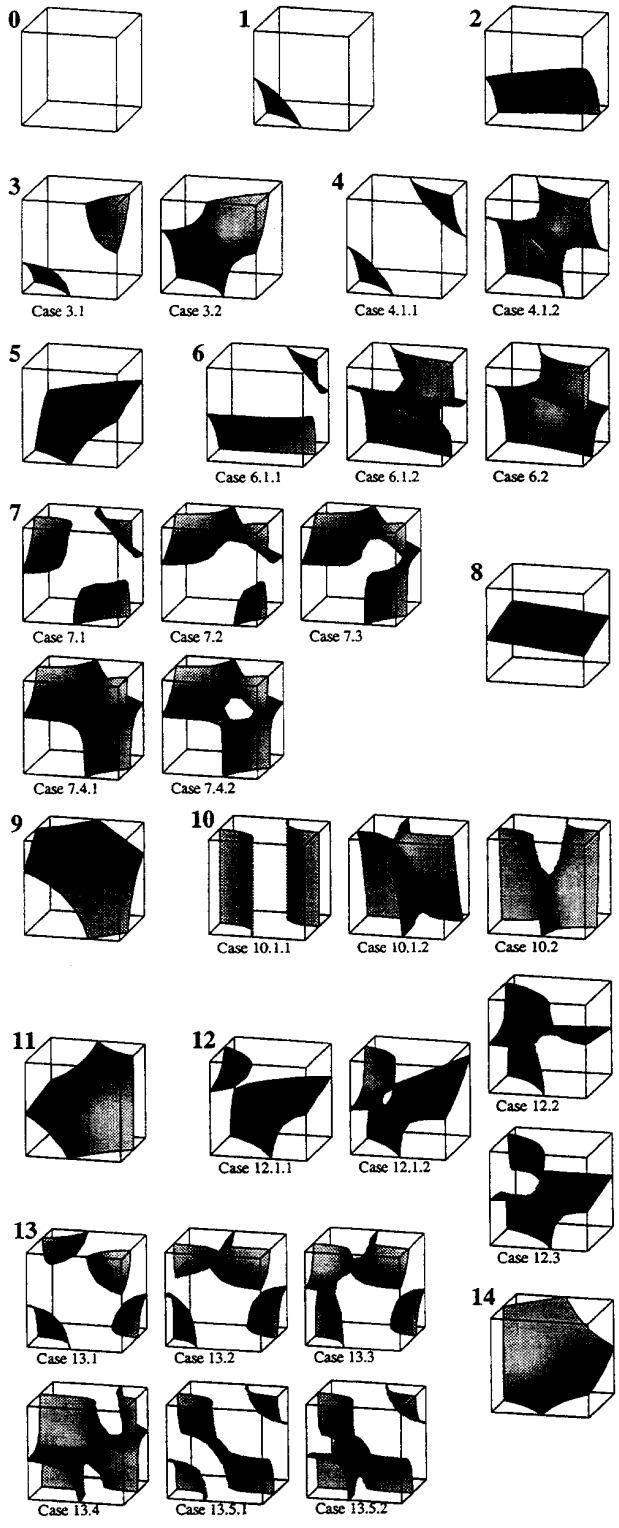 0 1 2
3 4
Case 3.1 Case 3.2 Case 4.1.1 Case 4.1.2
5 6
Case 6.1.1 Case 6.1.2 Case 6.2
7
8
Case 7.1 Case 7.2 Case 7.3
Case 7.4.1 Case 7.4.2
9 10
Case 10.1.1 Case 10.1.2 Case 10.2
11 12
Case 12.2
Case 12.1.1 Case 12.1.2
Case 12.3
13
14
Case 13.1 Case 13.2 Case 13.3
Case 13.4 Case 13.5.1 Case 13.5.2